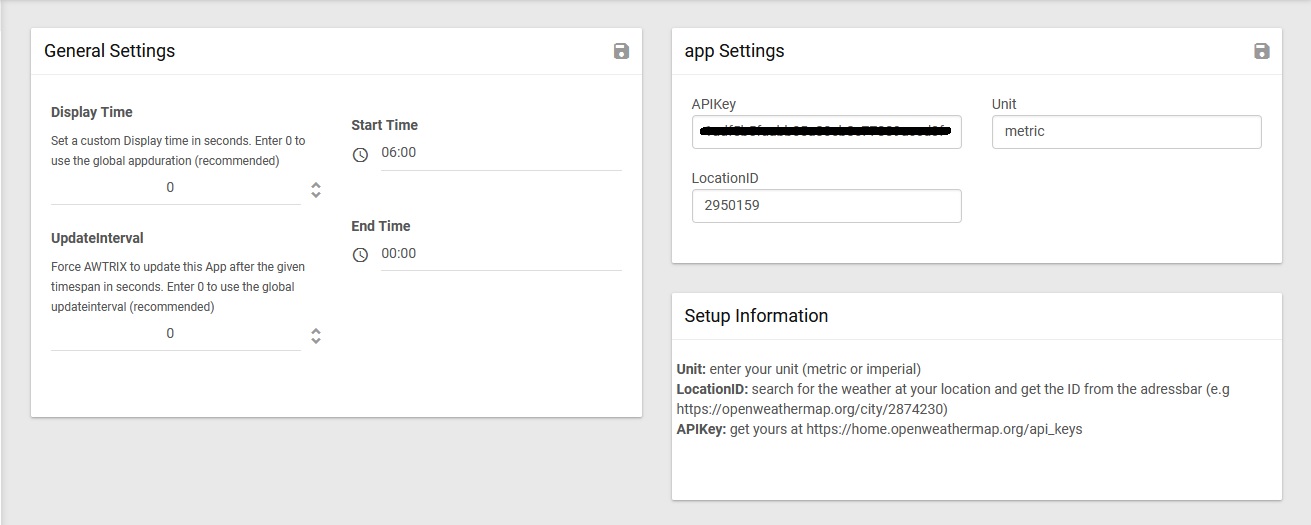 General Settings
Display Time
Set a custom Display time in seconds. Enter 0 to
use the global appduration (recommended)
0
UpdateInterval
Force AWTRIX to update this App after the given
timespan in seconds. Enter 0 to use the global
updateinterval (recommended)
0
Start Time
06:00
End Time
00:00
app Settings
APIKey
Unit
metric
LocationID
2950159
Setup Information
Unit: enter your unit (metric or imperial)
LocationID: search for the weather at your location and get the ID from the adressbar (e.g
https://openweathermap.org/city/2874230)
APIKey: get yours at https://home.openweathermap.org/api_keys